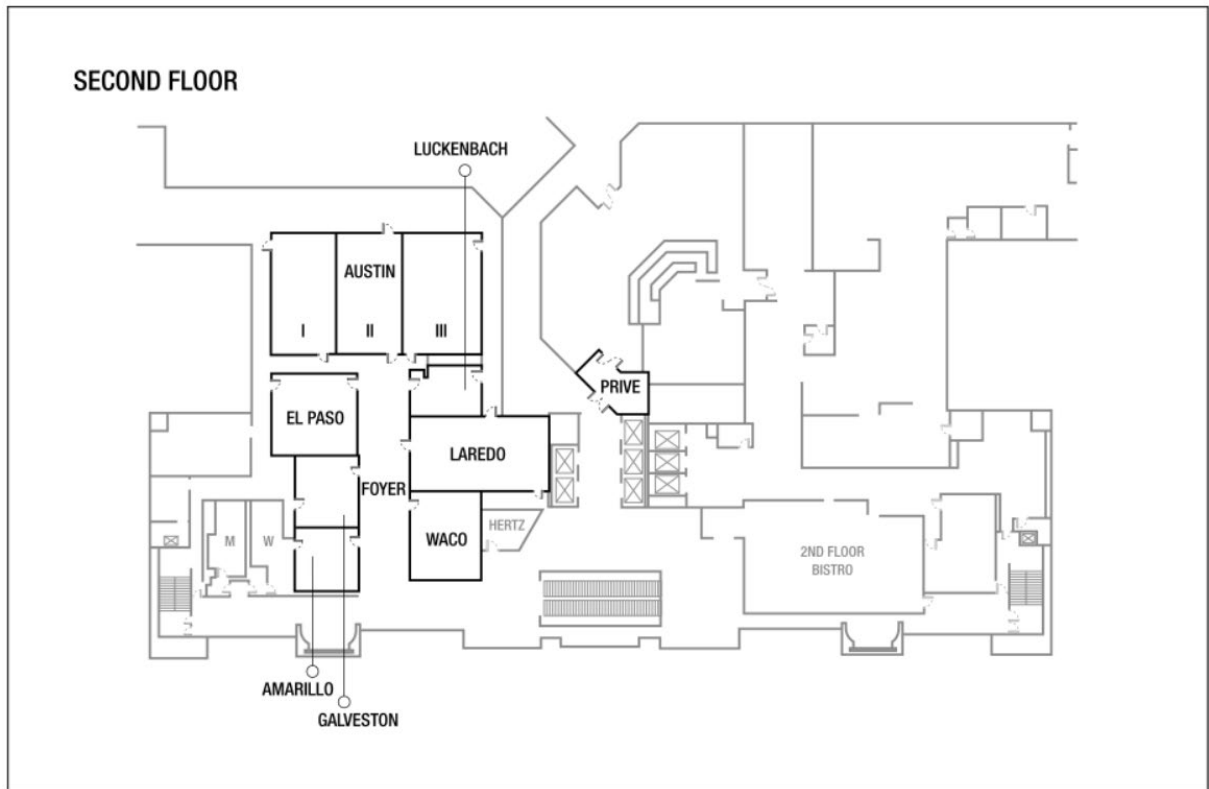 SECOND FLOOR
LUCKENBACH
AUSTIN
I
II
III
PRIVE
EL PASO
LAREDO
FOYER
HERTZ
WACO
M
W
2ND FLOOR
BISTRO
AMARILLO
GALVESTON